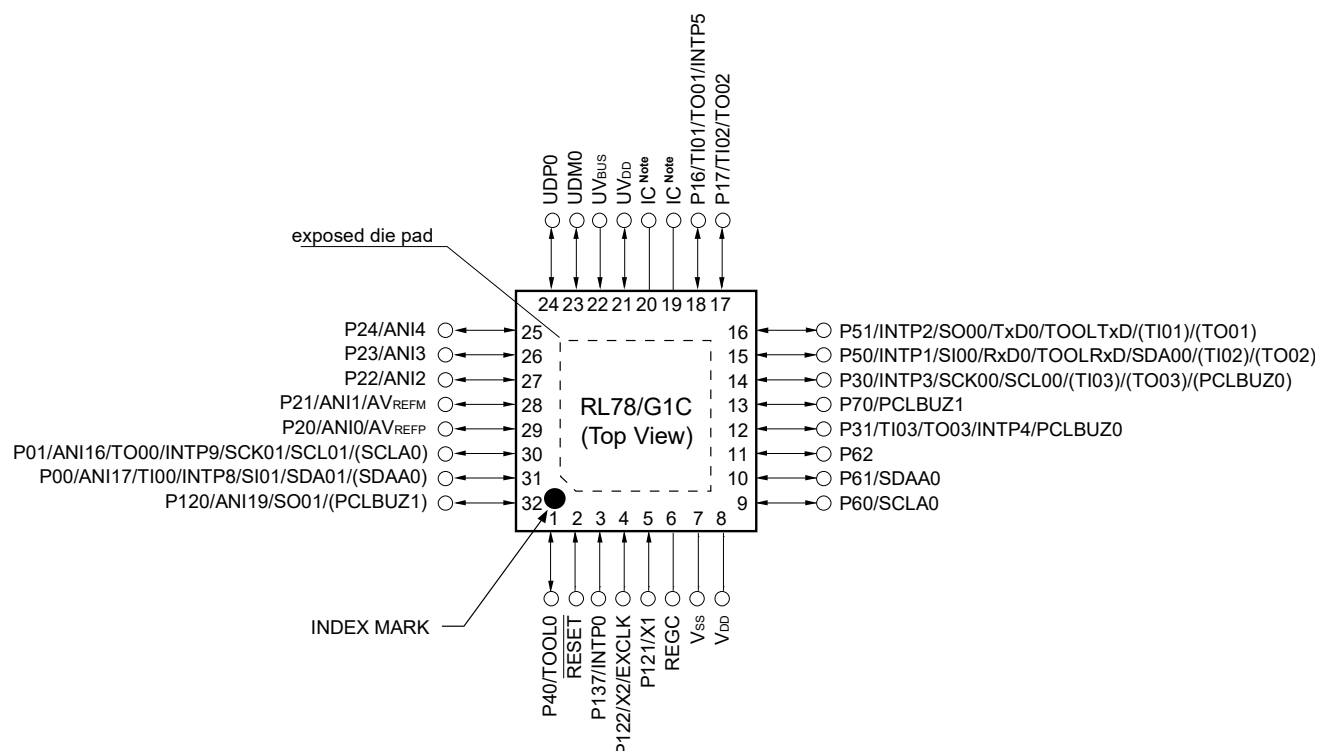 UDP0
UDM0
UVBUS
UVDD
IC Note
IC Note
P16/TI01/TO01/INTP5
P17/TI02/TO02
exposed die pad
24 23 22 21 20 19 18 17
P24/ANI4 25
P23/ANI3 26
P22/ANI2 27
P21/ANI1/AVREFM 28
P20/ANI0/AVREFP 29
P01/ANI16/TO00/INTP9/SCK01/SCL01/(SCLA0) 30
P00/ANI17/TI00/INTP8/SI01/SDA01/(SDAA0) 31
P120/ANI19/SO01/(PCLBUZ1) 32
RL78/G1C
(Top View)
16 P51/INTP2/SO00/TxD0/TOOLTxD/(TI01)/(TO01)
15 P50/INTP1/SI00/RxD0/TOOLRxD/SDA00/(TI02)/(TO02)
14 P30/INTP3/SCK00/SCL00/(TI03)/(TO03)/(PCLBUZ0)
13 P70/PCLBUZ1
12 P31/TI03/TO03/INTP4/PCLBUZ0
11 P62
10 P61/SDAA0
9 P60/SCLA0
1 2 3 4 5 6 7 8
INDEX MARK
P40/TOOL0
RESET
P137/INTP0
P122/X2/EXCLK
P121/X1
REGC
VSS
VDD